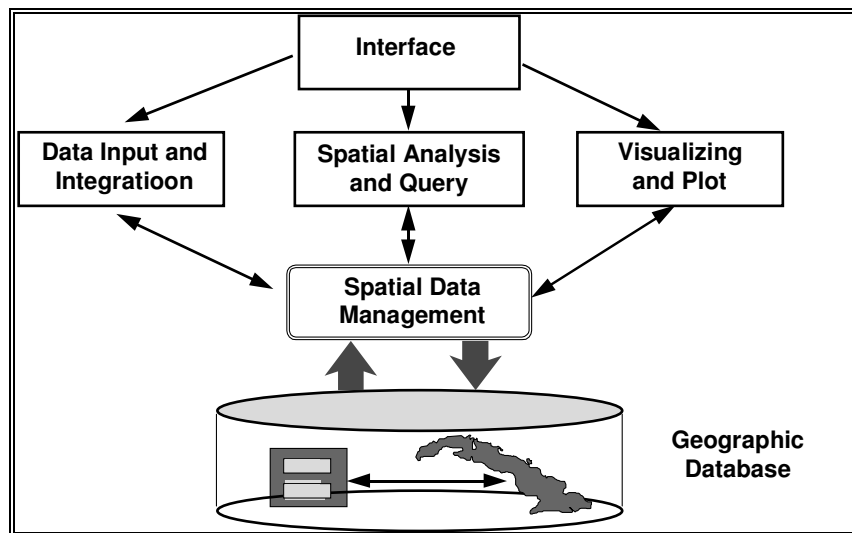 Interface
Data Input and
Integratioon
Spatial Analysis
and Query
Visualizing
and Plot
Spatial Data
Management
Geographic
Database